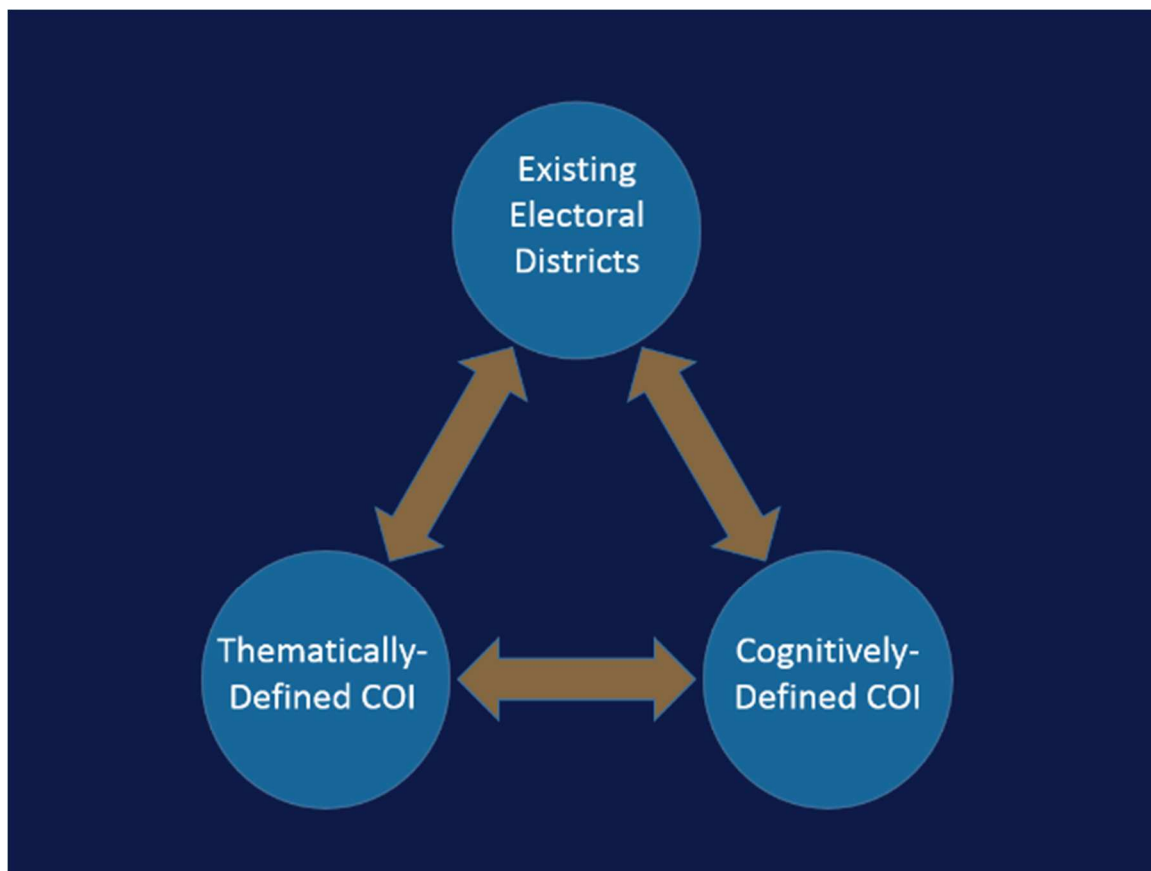 Existing
Electoral
Districts
Thematically-
Defined COI
Cognitively-
Defined COI